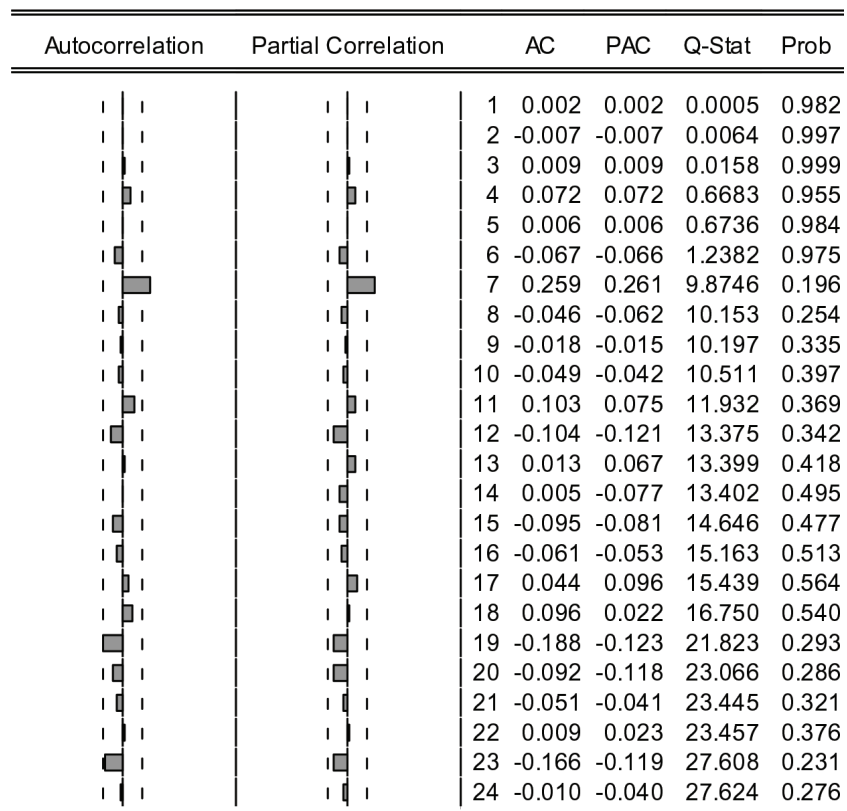 Autocorrelation Partial Correlation AC PAC Q-Stat Prob
1 0.002 0.002 0.0005 0.982
2 -0.007 -0.007 0.0064 0.997
3 0.009 0.009 0.0158 0.999
4 0.072 0.072 0.6683 0.955
5 0.006 0.006 0.6736 0.984
6 -0.067 -0.066 1.2382 0.975
7 0.259 0.261 9.8746 0.196
8 -0.046 -0.062 10.153 0.254
9 -0.018 -0.015 10.197 0.335
10 -0.049 -0.042 10.511 0.397
11 0.103 0.075 11.932 0.369
12 -0.104 -0.121 13.375 0.342
13 0.013 0.067 13.399 0.418
14 0.005 -0.077 13.402 0.495
15 -0.095 -0.081 14.646 0.477
16 -0.061 -0.053 15.163 0.513
17 0.044 0.096 15.439 0.564
18 0.096 0.022 16.750 0.540
19 -0.188 -0.123 21.823 0.293
20 -0.092 -0.118 23.066 0.286
21 -0.051 -0.041 23.445 0.321
22 0.009 0.023 23.457 0.376
23 -0.166 -0.119 27.608 0.231
24 -0.010 -0.040 27.624 0.276